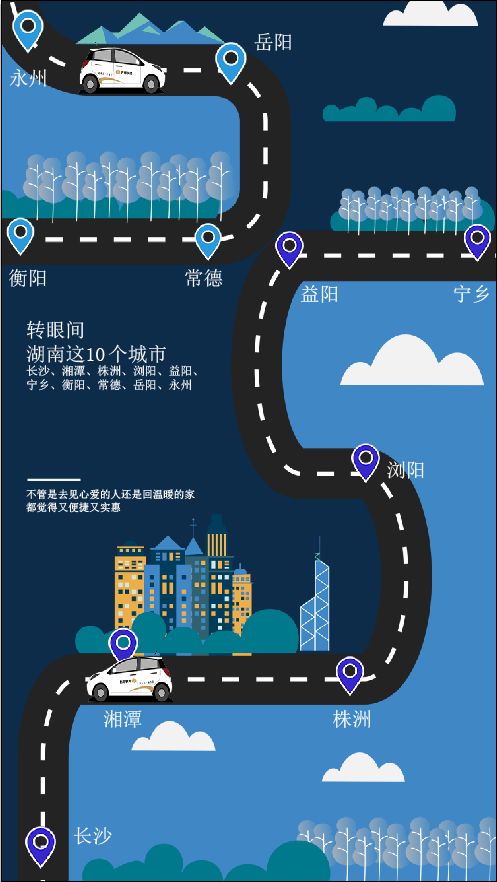 岳阳
永州
衡阳
常德
益阳
宁乡
转眼间
湖南这10个城市
长沙、湘潭、株洲、浏阳、益阳、
宁乡、衡阳、常德、岳阳、永州
浏阳
不管是去见心爱的人还是回温暖的家
都觉得又便捷又实惠
湘潭
株洲
长沙